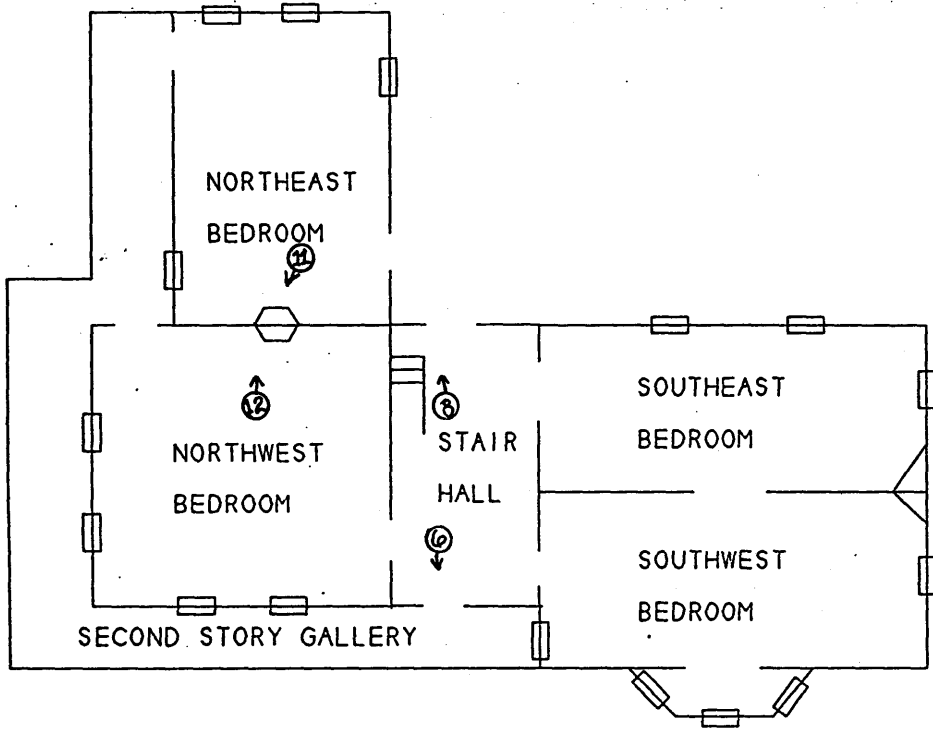 NORTHEAST
BEDROOM
11
12
NORTHWEST
BEDROOM
8
STAIR
HALL
6
SOUTHEAST
BEDROOM
SOUTHWEST
BEDROOM
SECOND STORY GALLERY